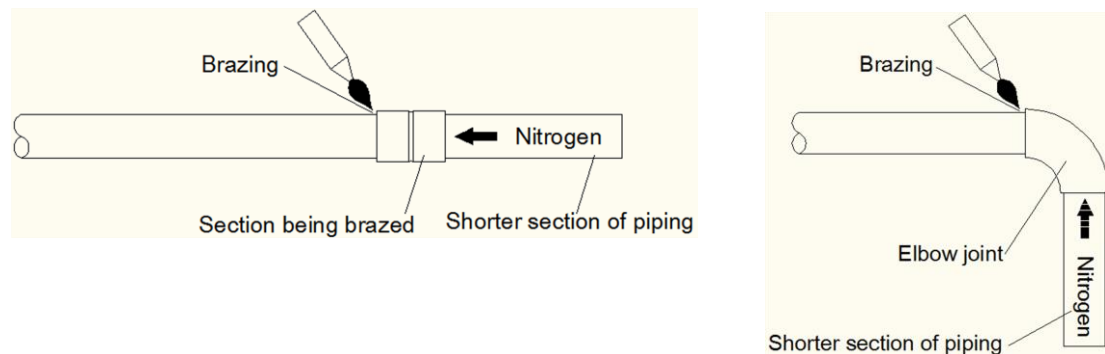 Brazing
Nitrogen
Section being brazed
Shorter section of piping
Brazing
Elbow joint
Nitrogen
Shorter section of piping